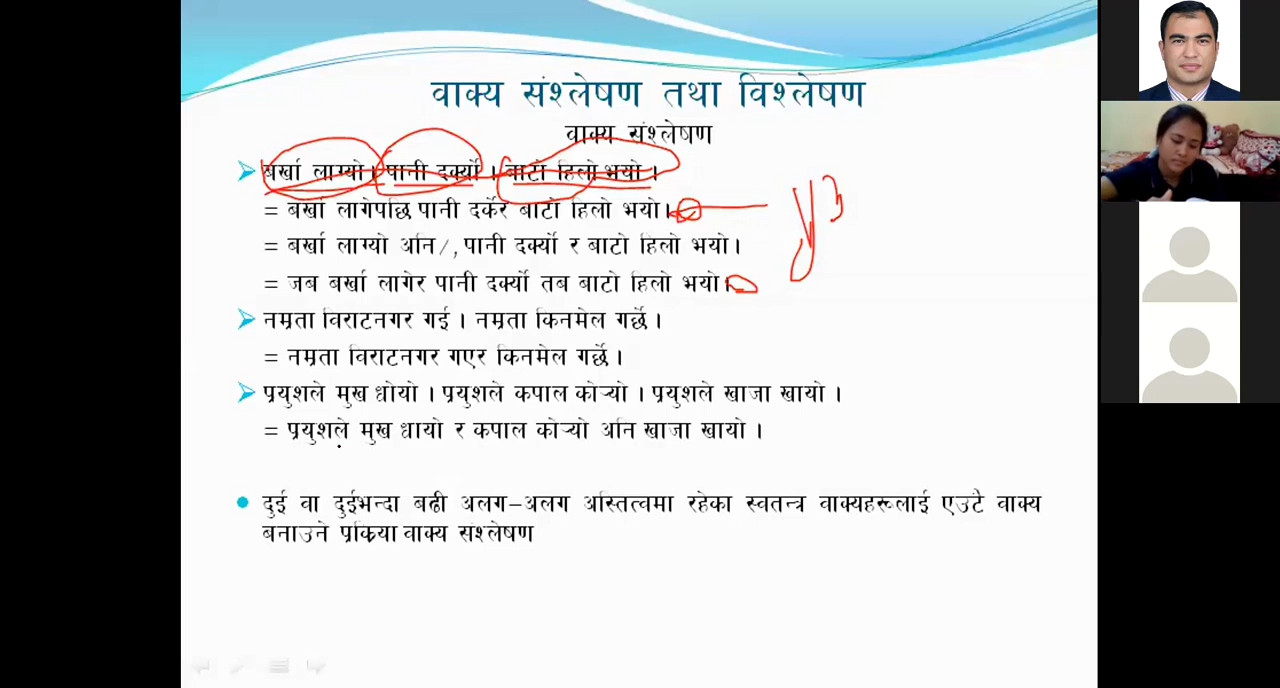 वाक्य संश्लेषण तथा विश्लेषण
वाक्य संश्लेषण
बर्खा लाग्यो । पानी दर्क्यो । बाटो हिलो भयो ।
= बर्खा लागेपछि पानी दर्केर बाटो हिलो भयो ।
= बर्खा लाग्यो अनि/, पानी दर्क्यो र बाटो हिलो भयो ।
= जब बर्खा लागेर पानी दर्क्यो तब बाटो हिलो भयो ।
नम्रता विराटनगर गई । नम्रता किनमेल गर्छे ।
= नम्रता विराटनगर गएर किनमेल गर्छे ।
प्रयुशले मुख धोयो । प्रयुशले कपाल कोऱ्यो । प्रयुशले खाजा खायो ।
= प्रयुशले मुख धायो र कपाल कोऱ्यो अनि खाजा खायो ।
दुई वा दुईभन्दा बढी अलग-अलग अस्तित्वमा रहेका स्वतन्त्र वाक्यहरूलाई एउटै वाक्य
बनाउने प्रक्रिया वाक्य संश्लेषण